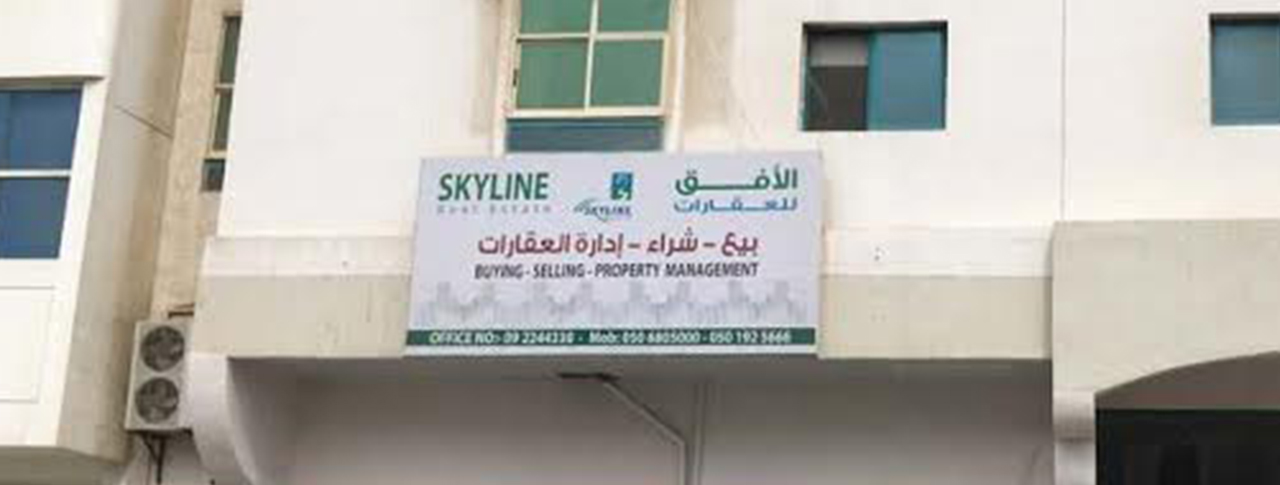 SKYLINE
Real Estate
SKYLINE
الأفق
للعقارات
بيع - شراء - إدارة العقارات
BUYING - SELLING - PROPERTY MANAGEMENT
OFFICE NO:- 09 2244330 - Mob: 050 6805000 - 050 192 5666